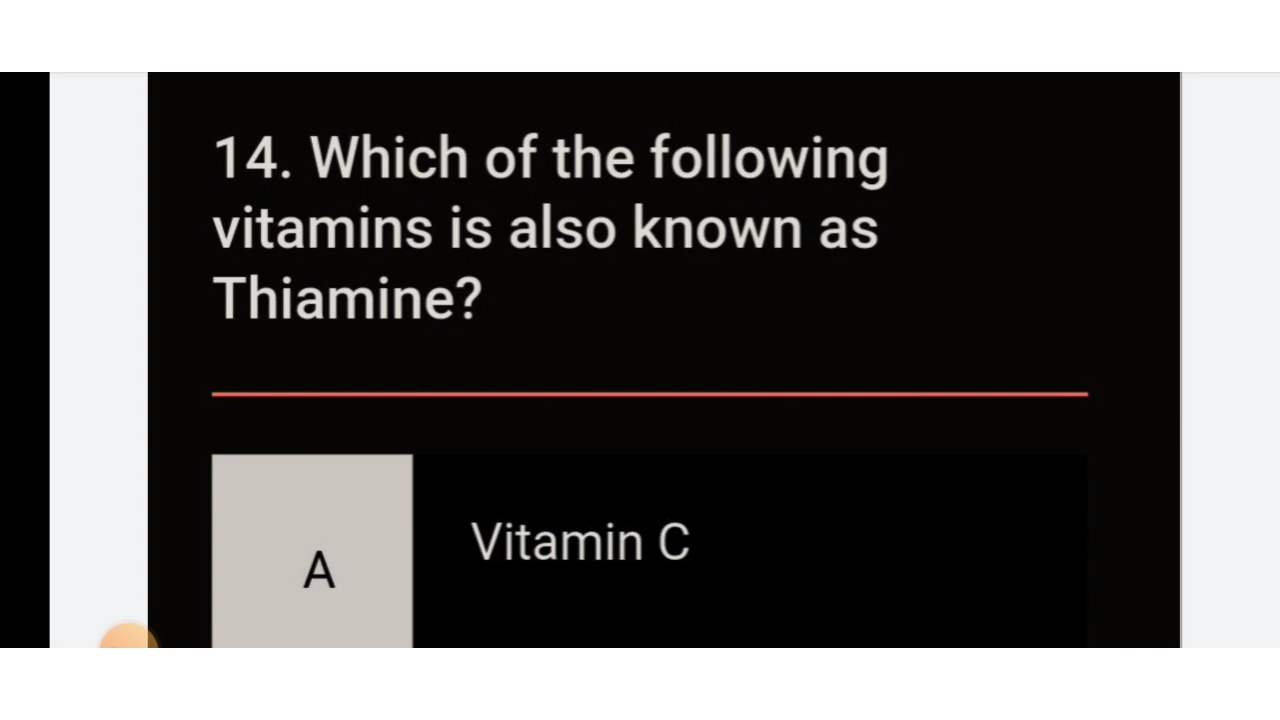 14. Which of the following
vitamins is also known as
Thiamine?
A
Vitamin C